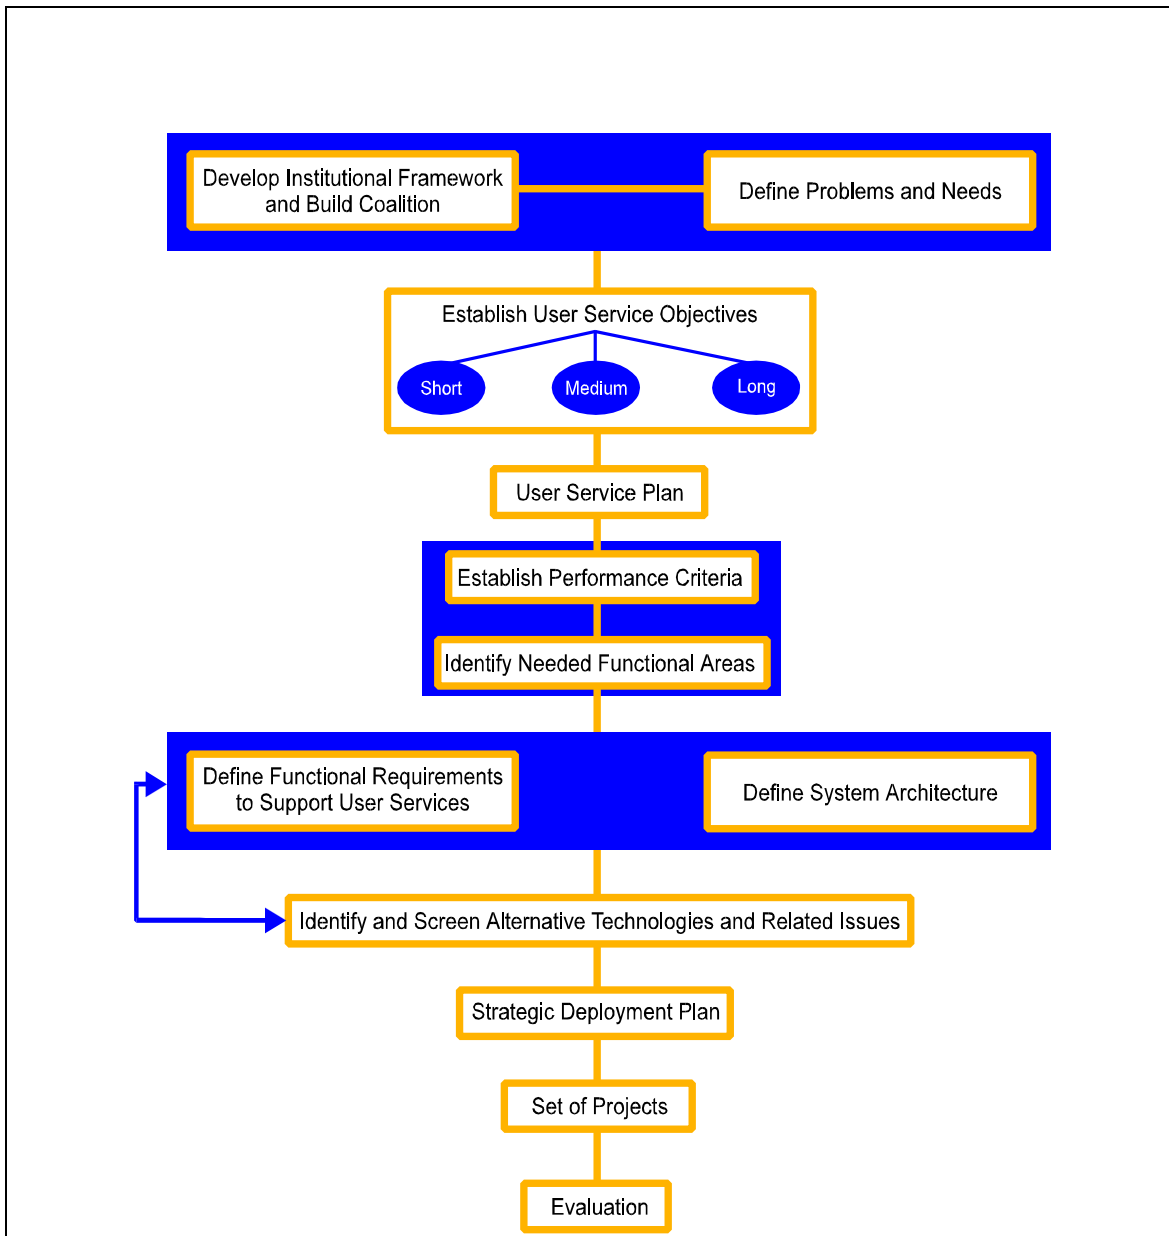 Develop Institutional Framework
and Build Coalition
Define Problems and Needs
Establish User Service Objectives
Short
Medium
Long
User Service Plan
Establish Performance Criteria
Identify Needed Functional Areas
Define Functional Requirements
to Support User Services
Define System Architecture
Identify and Screen Alternative Technologies and Related Issues
Strategic Deployment Plan
Set of Projects
Evaluation